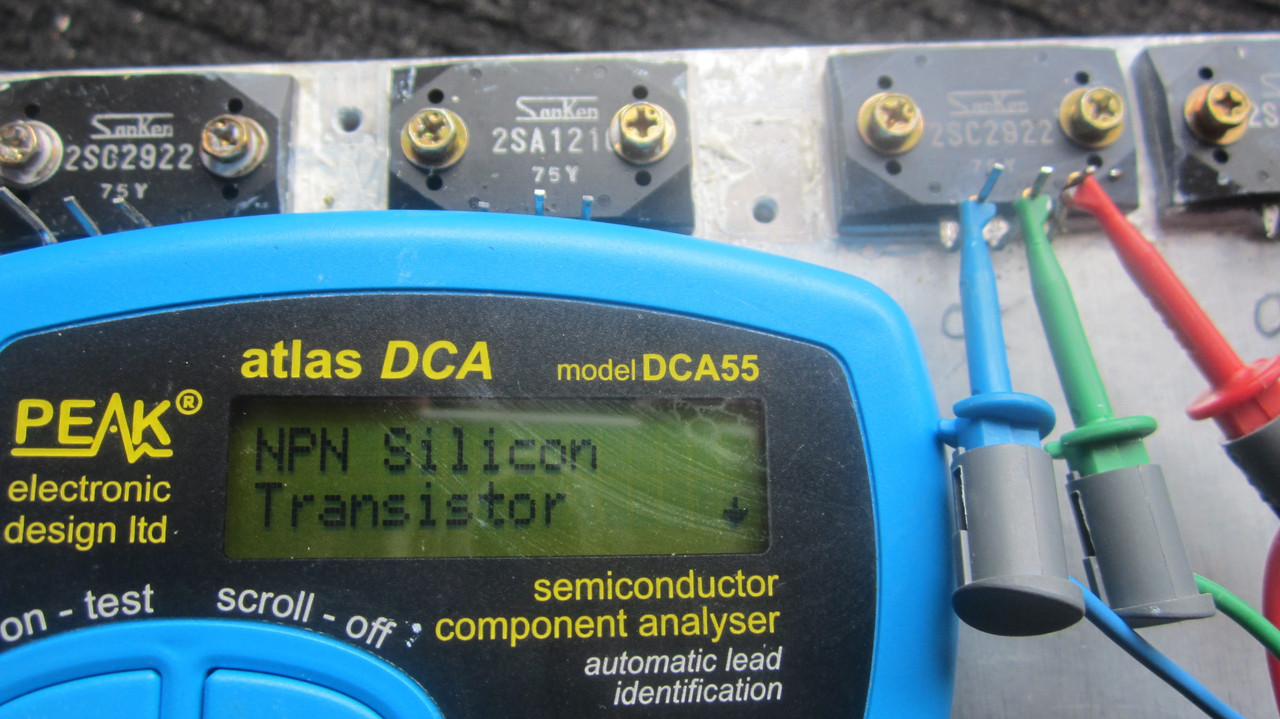 SanKen
2SC2922
75Y
SanKen
2SA121
75Y
SanKen
2SC2922
atlas DCA
model DCA55
PEAK®
electronic
design ltd
NPN Silicon
Transistor
on - test
scroll - off
semiconductor
component analyser
automatic lead
identification